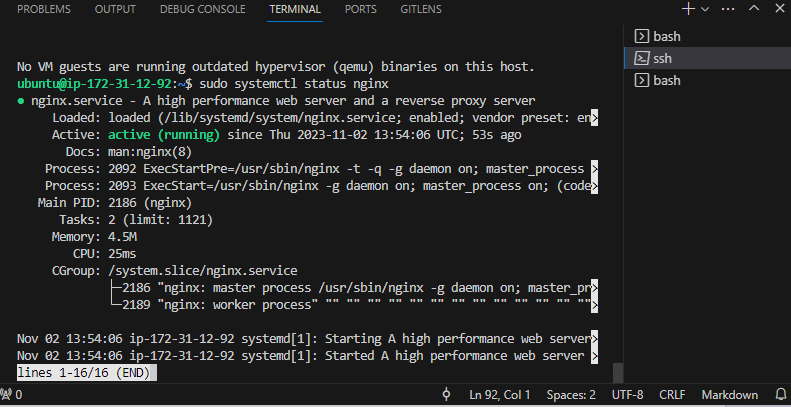 PROBLEMS OUTPUT DEBUG CONSOLE TERMINAL PORTS GITLENS
bash
ssh
bash
No VM guests are running outdated hypervisor (qemu) binaries on this host.
ubuntu@ip-172-31-12-92:~$ sudo systemctl status nginx
● nginx.service - A high performance web server and a reverse proxy server
Loaded: loaded (/lib/systemd/system/nginx.service; enabled; vendor preset: en>
Active: active (running) since Thu 2023-11-02 13:54:06 UTC; 53s ago
Docs: man:nginx(8)
Process: 2092 ExecStartPre=/usr/sbin/nginx -t -q -g daemon on; master_process >
Process: 2093 ExecStart=/usr/sbin/nginx -g daemon on; master_process on; (code>
Main PID: 2186 (nginx)
Tasks: 2 (limit: 1121)
Memory: 4.5M
CPU: 25ms
CGroup: /system.slice/nginx.service
├─2186 "nginx: master process /usr/sbin/nginx -g daemon on; master_pr>
└─2189 "nginx: worker process" "" "" "" "" "" "" "" "" "" "" "" "" "">
Nov 02 13:54:06 ip-172-31-12-92 systemd[1]: Starting A high performance web server>
Nov 02 13:54:06 ip-172-31-12-92 systemd[1]: Started A high performance web server >
lines 1-16/16 (END)
0 Ln 92, Col 1 Spaces: 2 UTF-8 CRLF Markdown